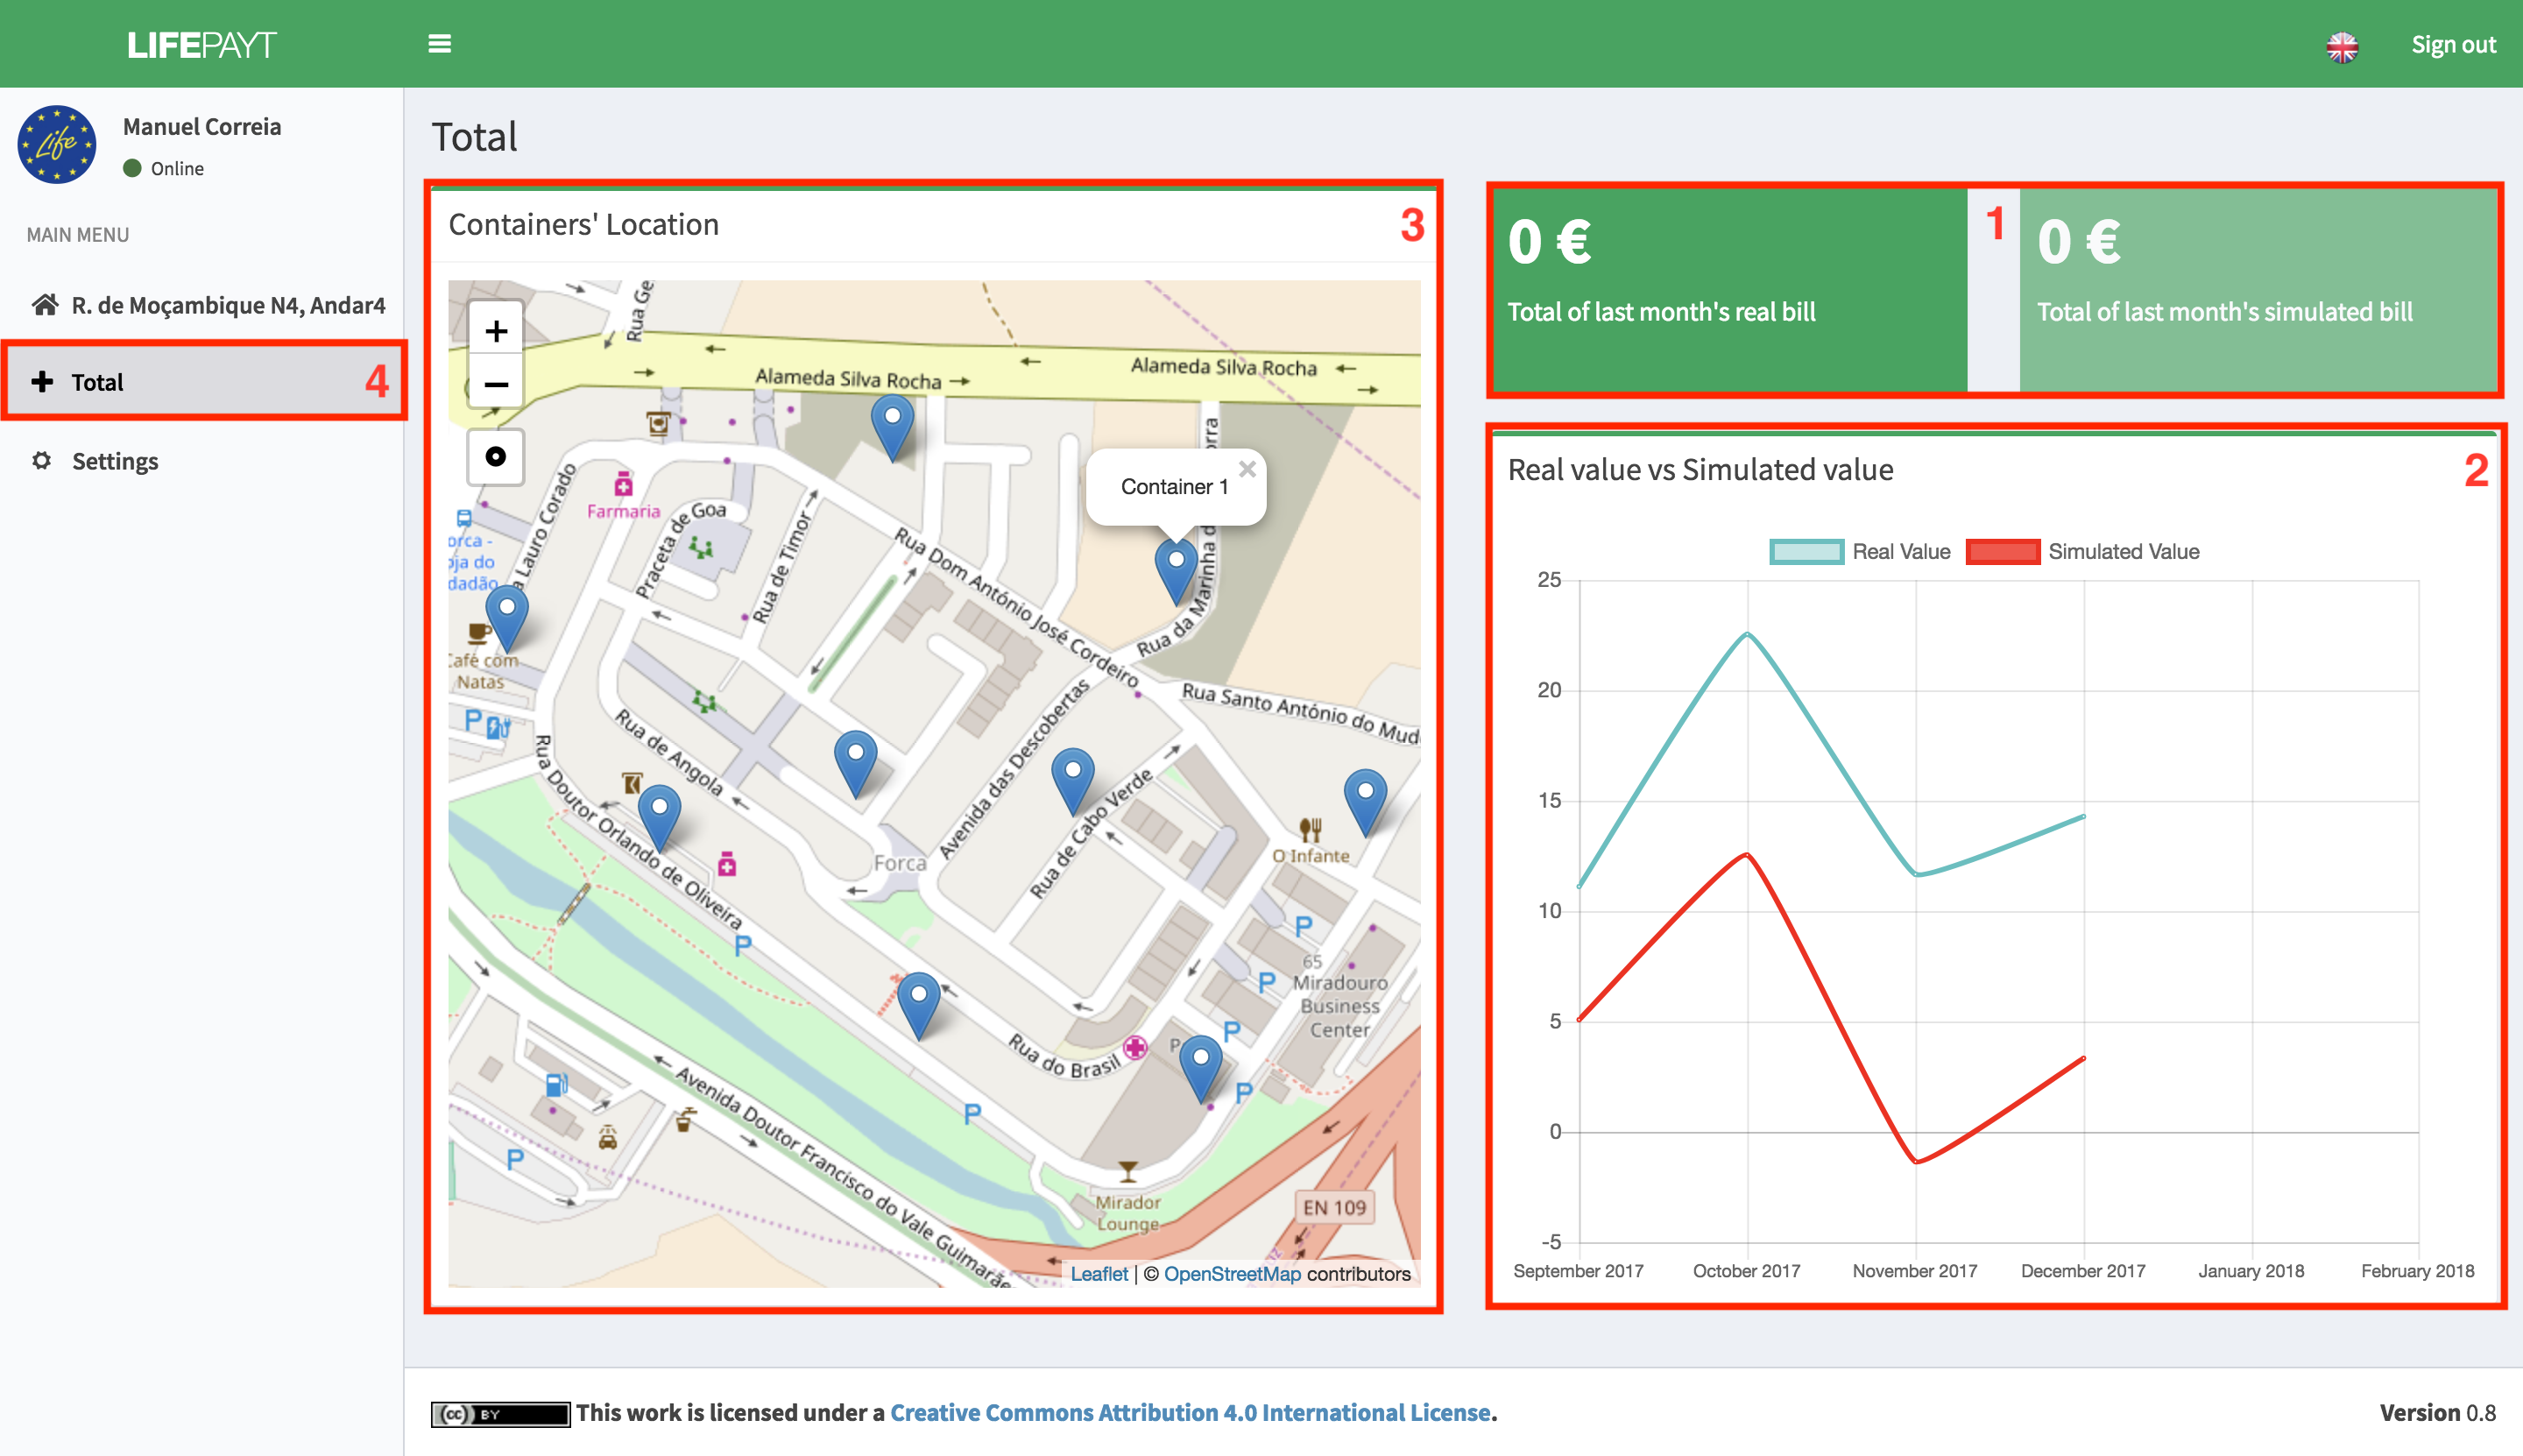 LIFEPAYT
Sign out
Manuel Correia
Online
MAIN MENU
R. de Moçambique N4, Andar4
Total
4
Settings
Total
Containers' Location
3
+
−
Rua Ge
Alameda Silva Rocha
Alameda Silva Rocha
Container 1
×
Farmaria
Praceta de Goa
Rua de Timor
a Lauro Corado
orca -
oja do
dadão
Café com
Natas
Rua Dom António José Cordeiro
Rua da Marinha d
orra
Rua Santo António do Mud
Rua de Angola
Rua Doutor Orlando de Oliveira
Avenida das Descobertas
Rua de Cabo Verde
Forca
O Infante
65
Miradouro
Business
Center
Rua do Brasil
P
P
P
P
P
P
P
P
P
Avenida Doutor Francisco do Vale Guimarãe
Mirador
Lounge
EN 109
Leaflet | © OpenStreetMap contributors
1
0 €
Total of last month's real bill
0 €
Total of last month's simulated bill
Real value vs Simulated value
2
Real Value
Simulated Value
25
20
15
10
5
0
-5
September 2017
October 2017
November 2017
December 2017
January 2018
February 2018
(cc) BY
This work is licensed under a Creative Commons Attribution 4.0 International License.
Version 0.8